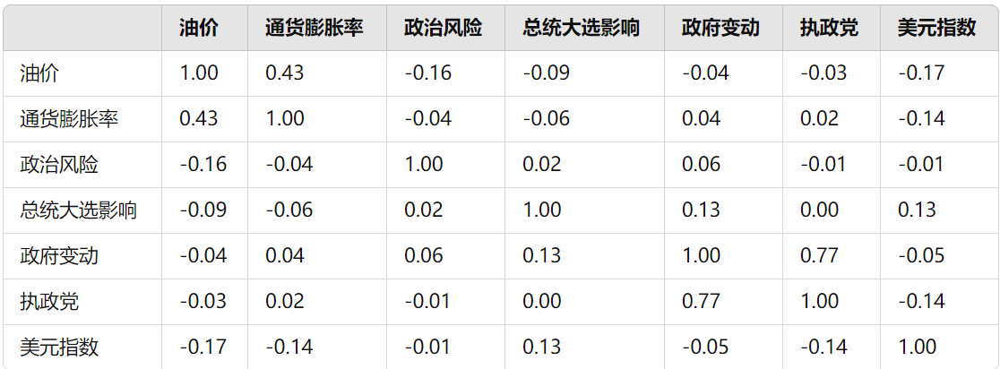 油价 通货膨胀率 政治风险 总统大选影响 政府变动 执政党 美元指数
油价 1.00 0.43 -0.16 -0.09 -0.04 -0.03 -0.17
通货膨胀率 0.43 1.00 -0.04 -0.06 0.04 0.02 -0.14
政治风险 -0.16 -0.04 1.00 0.02 0.06 -0.01 -0.01
总统大选影响 -0.09 -0.06 0.02 1.00 0.13 0.00 0.13
政府变动 -0.04 0.04 0.06 0.13 1.00 0.77 -0.05
执政党 -0.03 0.02 -0.01 0.00 0.77 1.00 -0.14
美元指数 -0.17 -0.14 -0.01 0.13 -0.05 -0.14 1.00